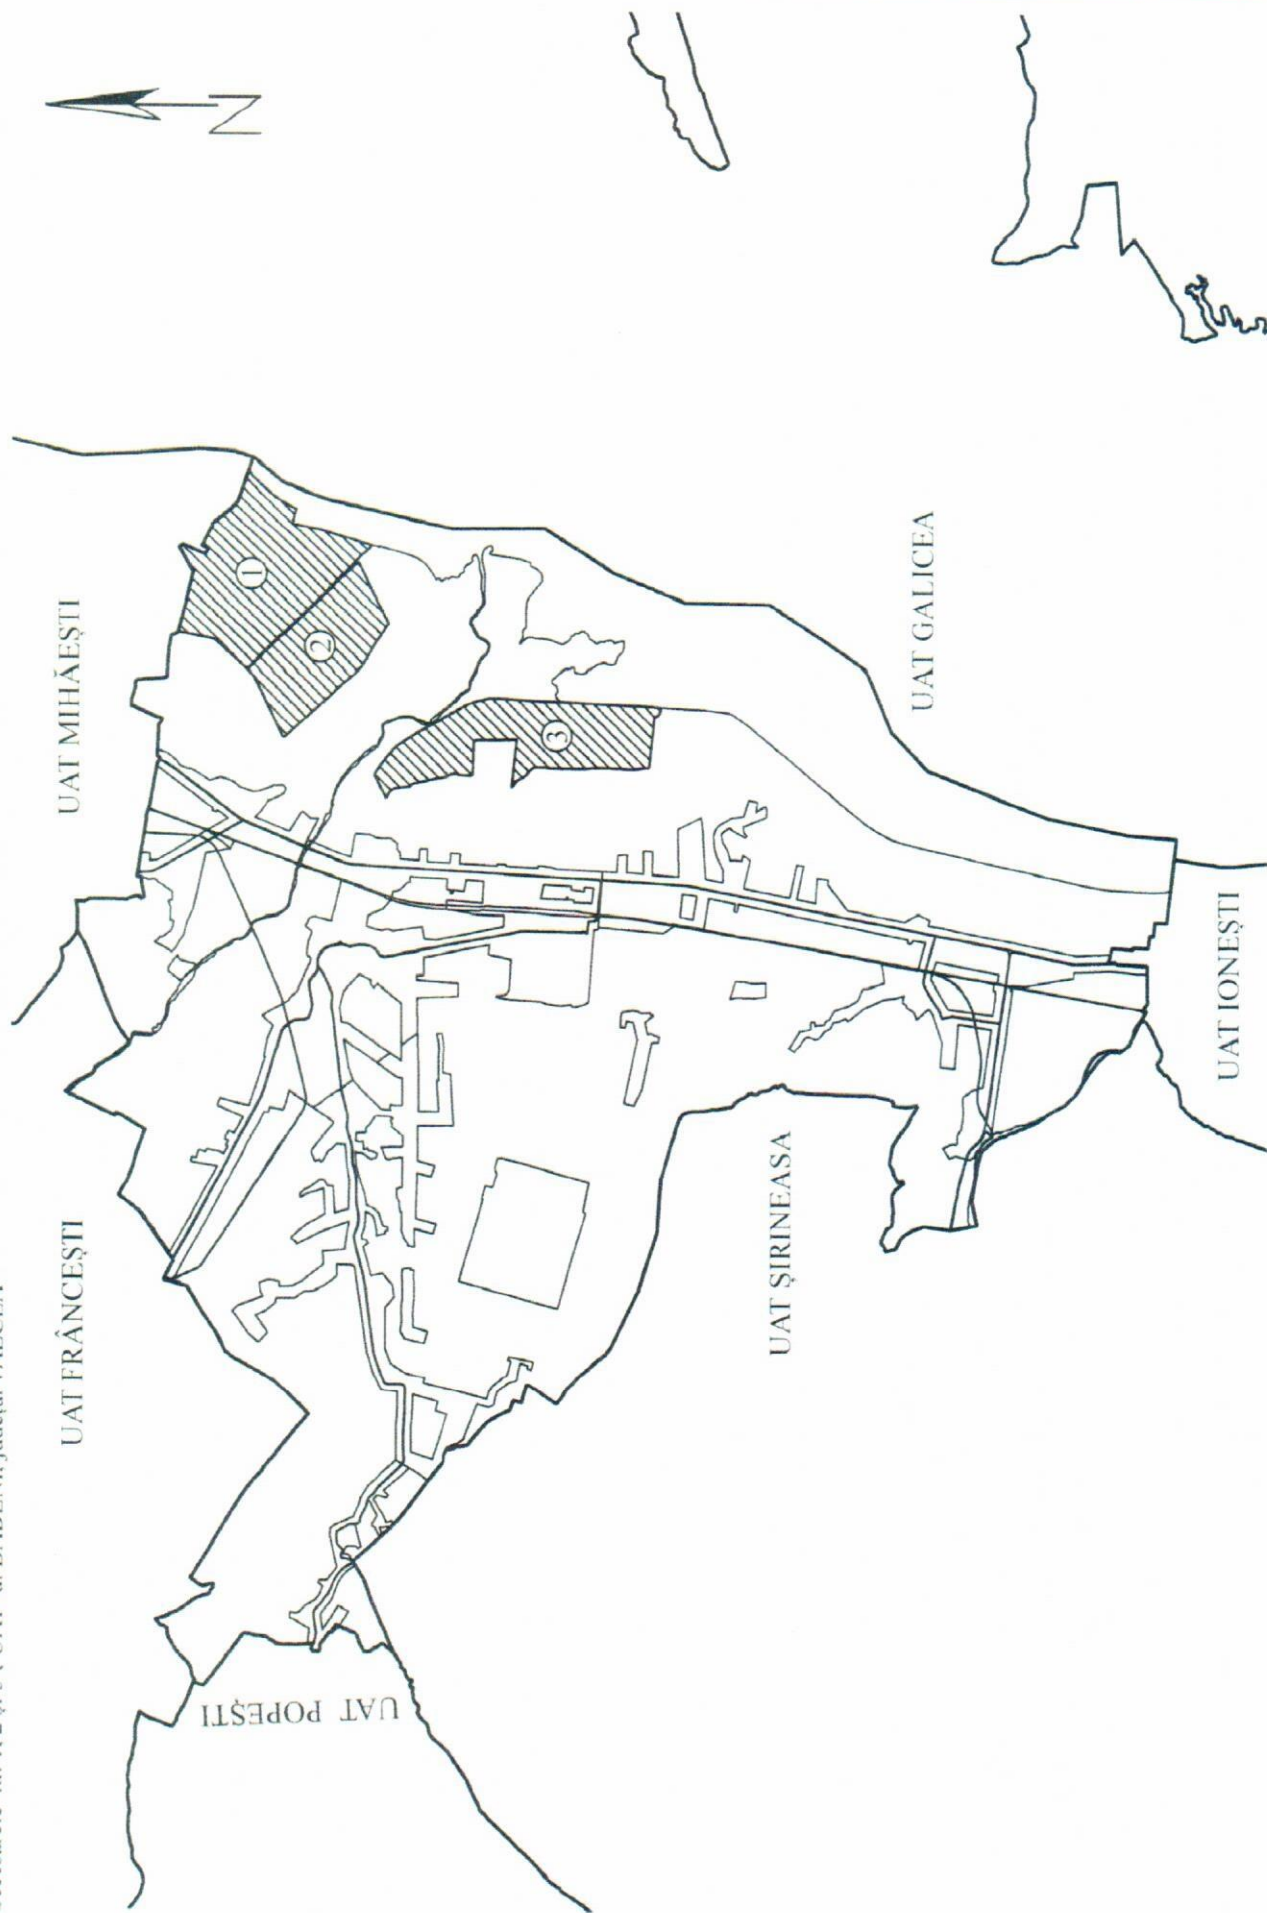 N
UAT MIHĂEȘTI
UAT FRÂNCEȘTI
UAT POPEȘTI
UAT GALICEA
UAT ȘIRINEASA
UAT IONEȘTI
1
2
3